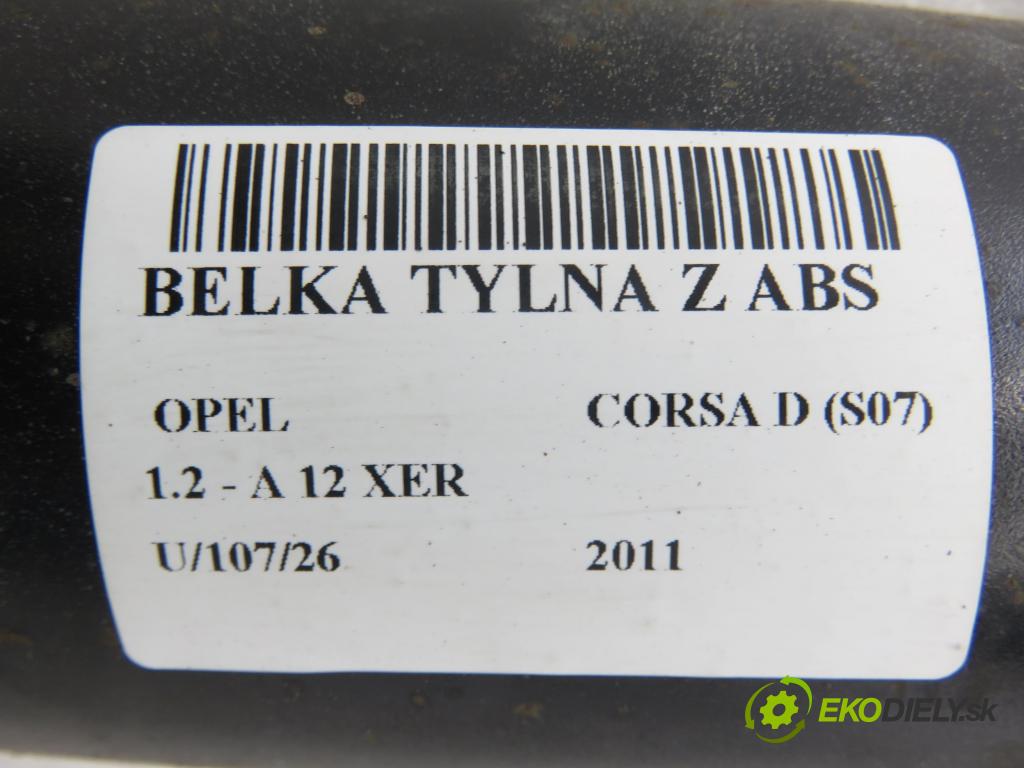 BELKA TYLNA Z ABS
OPEL CORSA D (S07)
1.2 - A 12 XER
U/107/26 2011
EKODIELY.sk